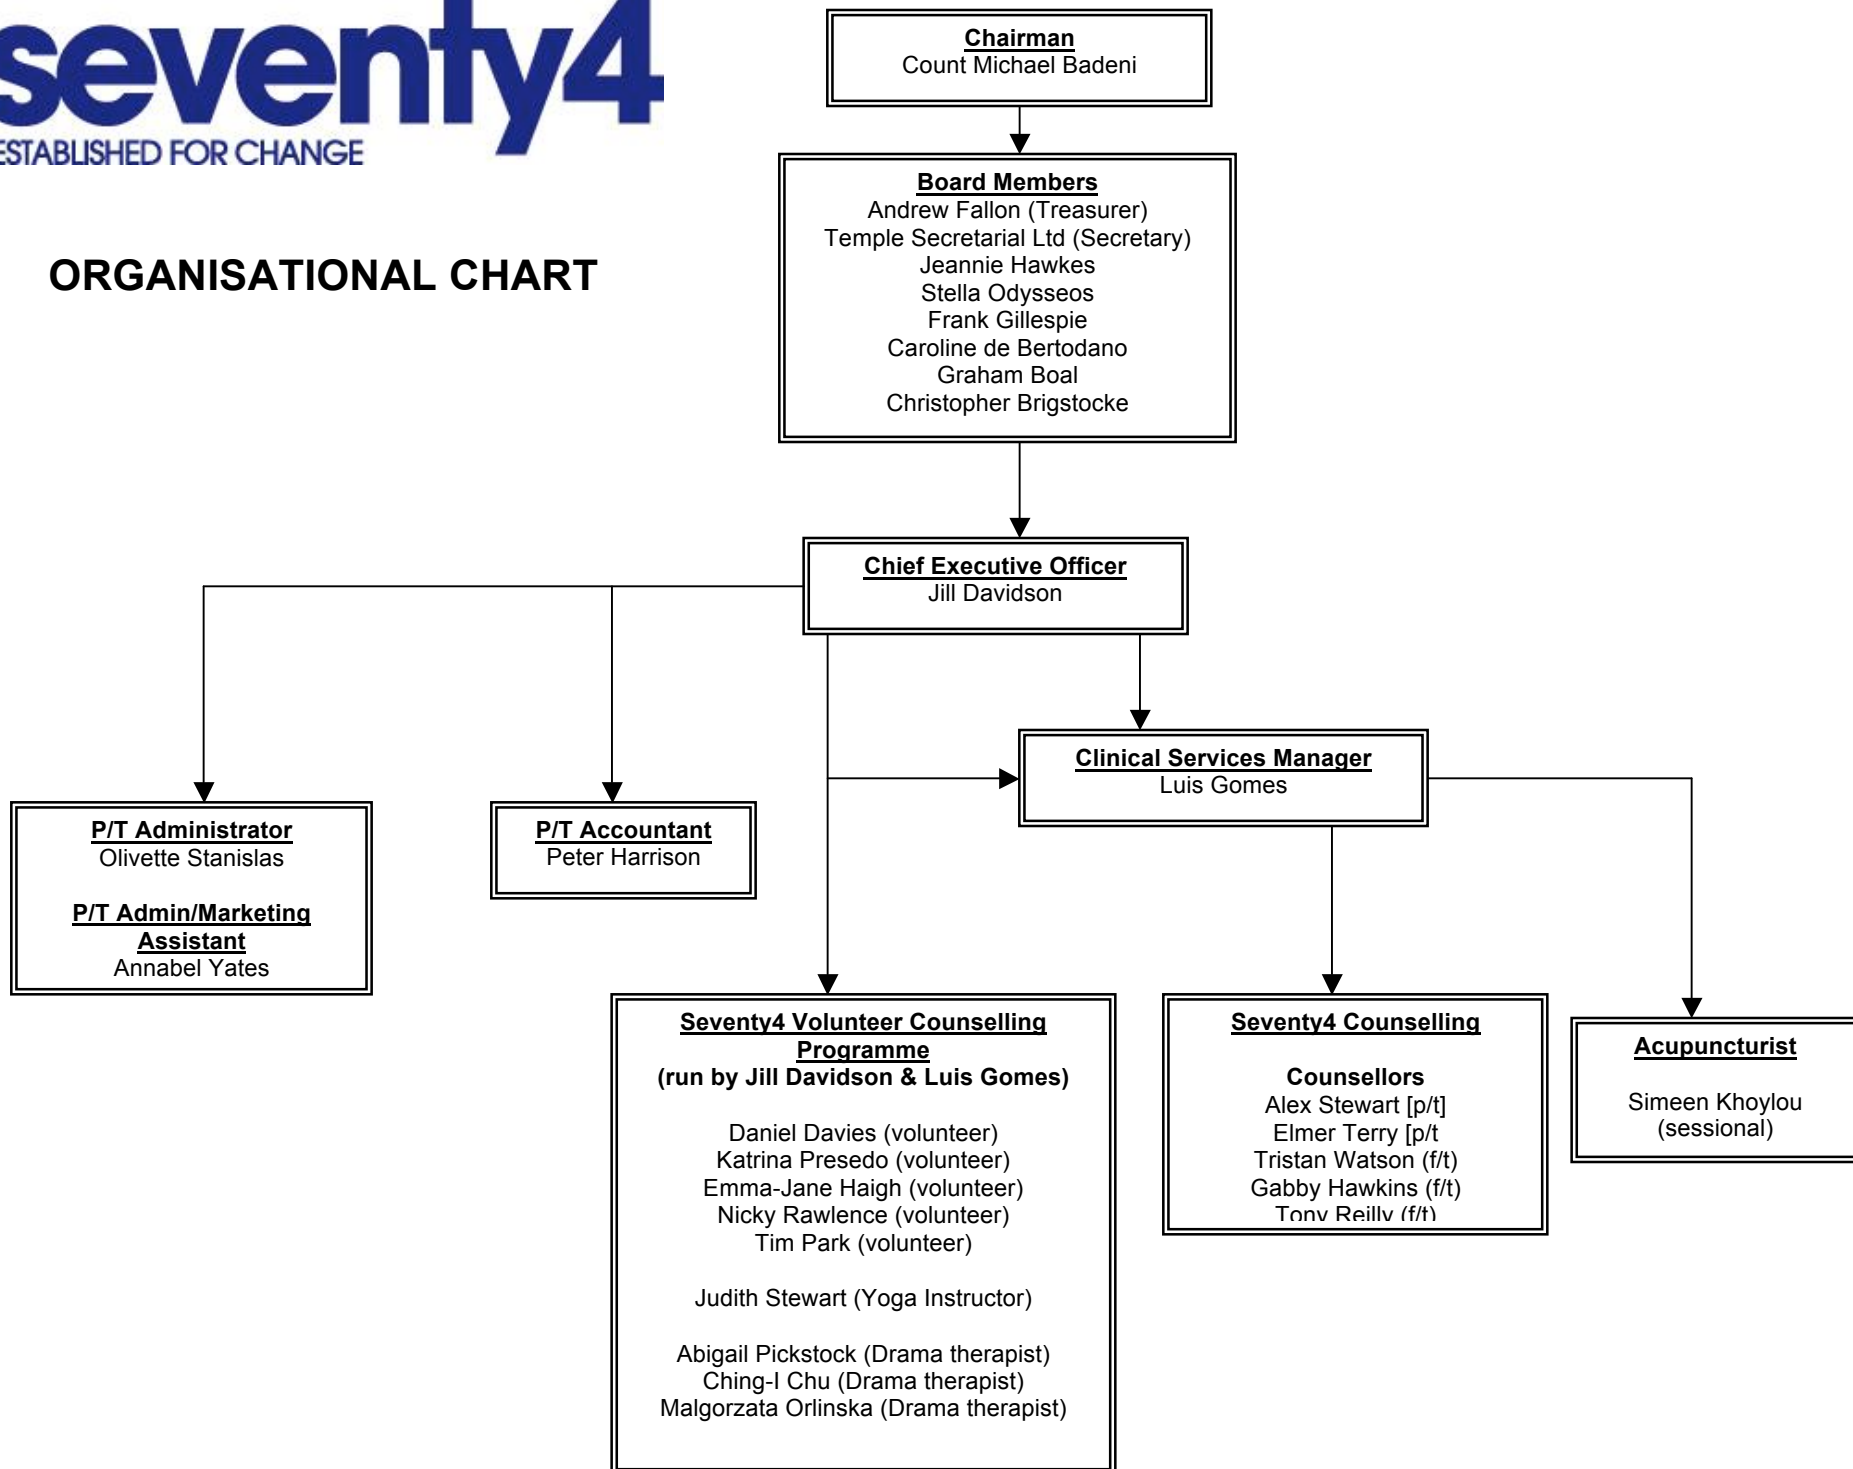 seventy4
ESTABLISHED FOR CHANGE
ORGANISATIONAL CHART
Chairman
Count Michael Badeni
Board Members
Andrew Fallon (Treasurer)
Temple Secretarial Ltd (Secretary)
Jeannie Hawkes
Stella Odysseos
Frank Gillespie
Caroline de Bertodano
Graham Boal
Christopher Brigstocke
Chief Executive Officer
Jill Davidson
Clinical Services Manager
Luis Gomes
P/T Administrator
Olivette Stanislas
P/T Admin/Marketing
Assistant
Annabel Yates
P/T Accountant
Peter Harrison
Seventy4 Volunteer Counselling
Programme
(run by Jill Davidson & Luis Gomes)
Daniel Davies (volunteer)
Katrina Presedo (volunteer)
Emma-Jane Haigh (volunteer)
Nicky Rawlence (volunteer)
Tim Park (volunteer)
Judith Stewart (Yoga Instructor)
Abigail Pickstock (Drama therapist)
Ching-I Chu (Drama therapist)
Malgorzata Orlinska (Drama therapist)
Seventy4 Counselling
Counsellors
Alex Stewart [p/t]
Elmer Terry [p/t
Tristan Watson (f/t)
Gabby Hawkins (f/t)
Tony Reilly (f/t)
Acupuncturist
Simeen Khoylou
(sessional)